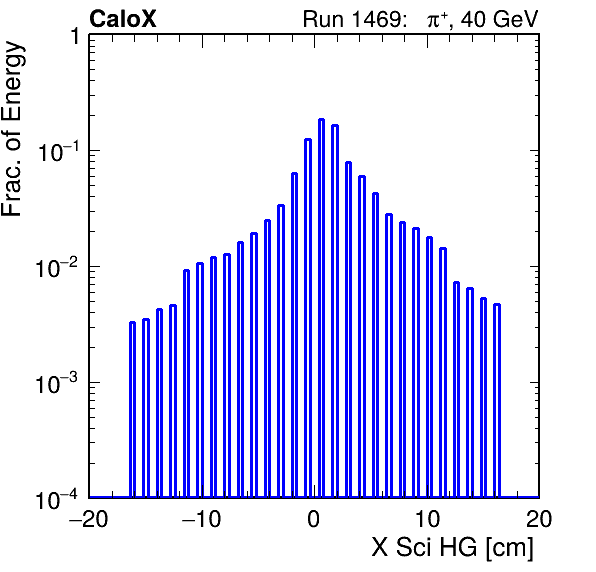 CaloX Run 1469: π⁺, 40 GeV
Frac. of Energy
1
10⁻¹
10⁻²
10⁻³
10⁻⁴
−20 −10 0 10 20
X Sci HG [cm]